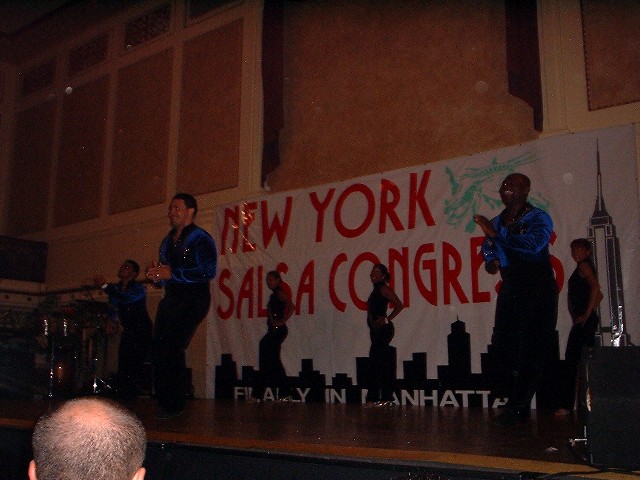 NEW YORK
SALSA CONGRESS
FINALLY IN MANHATTAN